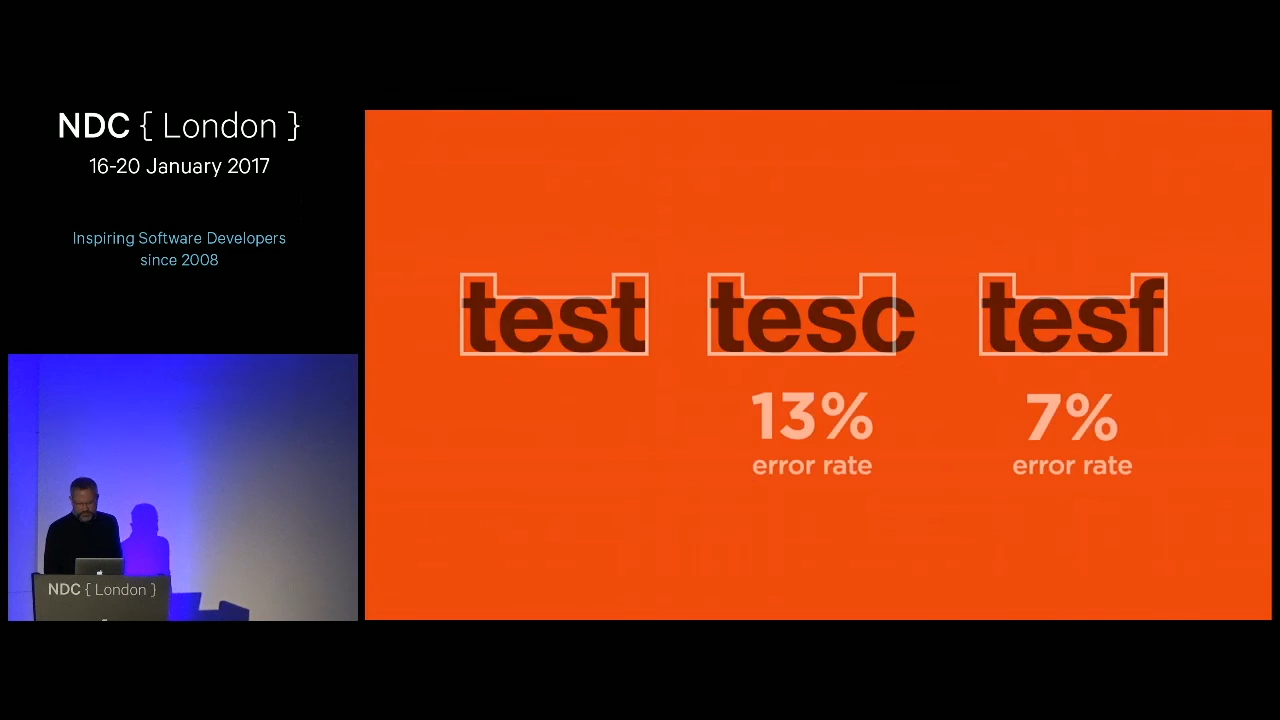 NDC { London }
16-20 January 2017
Inspiring Software Developers
since 2008
test tesc tesf
13% 7%
error rate error rate
NDC { London }